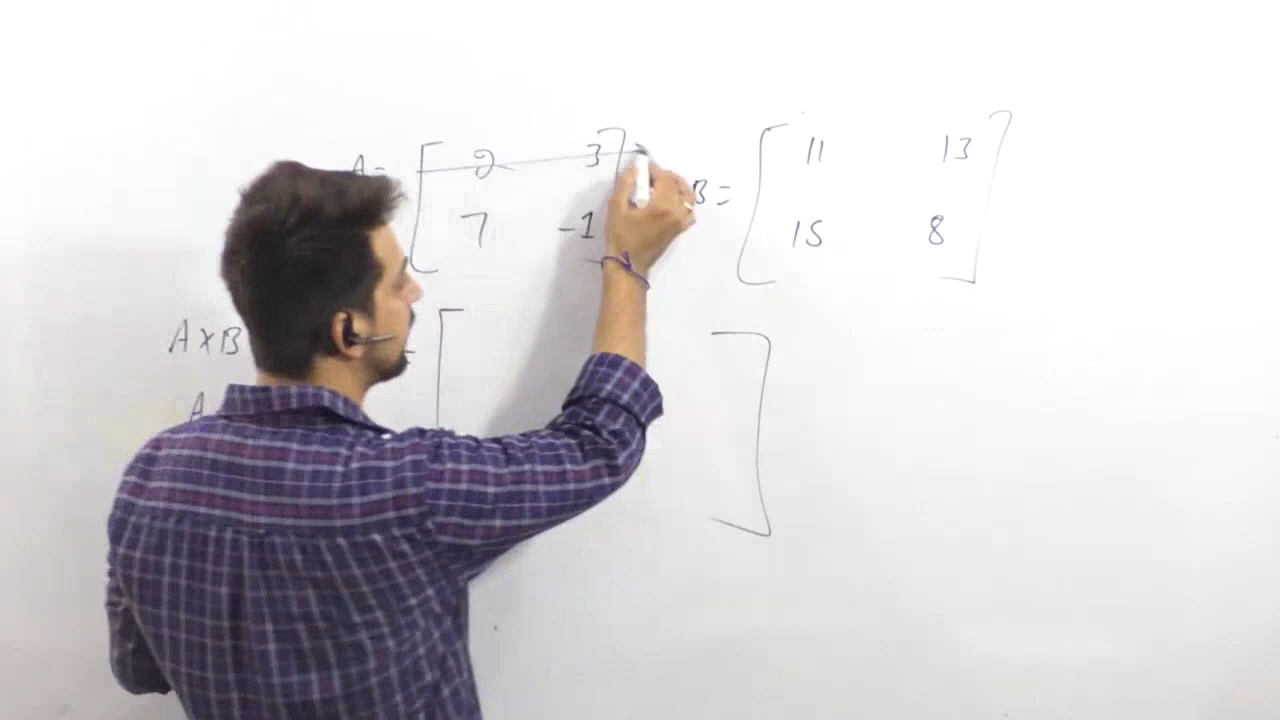 A = [ 2 3 ] B = [ 11 13 ]
7 -1 15 8
A × B = [ ]
A